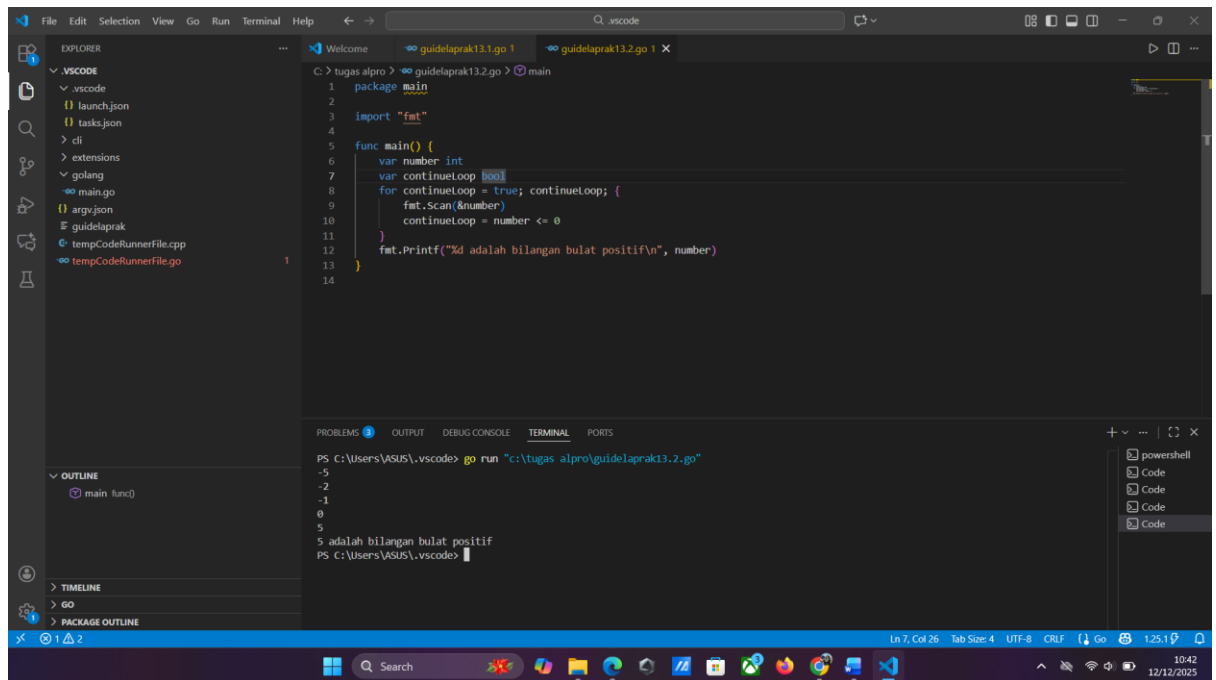 File Edit Selection View Go Run Terminal Help
.vscode
EXPLORER
Welcome
guidelaprak13.1.go 1
guidelaprak13.2.go 1
.VSCODE
.vscode
{} launch.json
{} tasks.json
cli
extensions
golang
main.go
{} argv.json
guidelaprak
tempCodeRunnerFile.cpp
tempCodeRunnerFile.go 1
C: > tugas alpro > guidelaprak13.2.go > main
1 package main
2
3 import "fmt"
4
5 func main() {
6 var number int
7 var continueLoop bool
8 for continueLoop = true; continueLoop; {
9 fmt.Scan(&number)
10 continueLoop = number <= 0
11 }
12 fmt.Printf("%d adalah bilangan bulat positif\n", number)
13 }
14
PROBLEMS 3 OUTPUT DEBUG CONSOLE TERMINAL PORTS
PS C:\Users\ASUS\.vscode> go run "c:\tugas alpro\guidelaprak13.2.go"
-5
-2
-1
0
5
5 adalah bilangan bulat positif
PS C:\Users\ASUS\.vscode>
powershell
Code
Code
Code
Code
OUTLINE
main func()
TIMELINE
GO
PACKAGE OUTLINE
1 2
Ln 7, Col 26 Tab Size: 4 UTF-8 CRLF {} Go 1.25.1
Search
10:42
12/12/2025